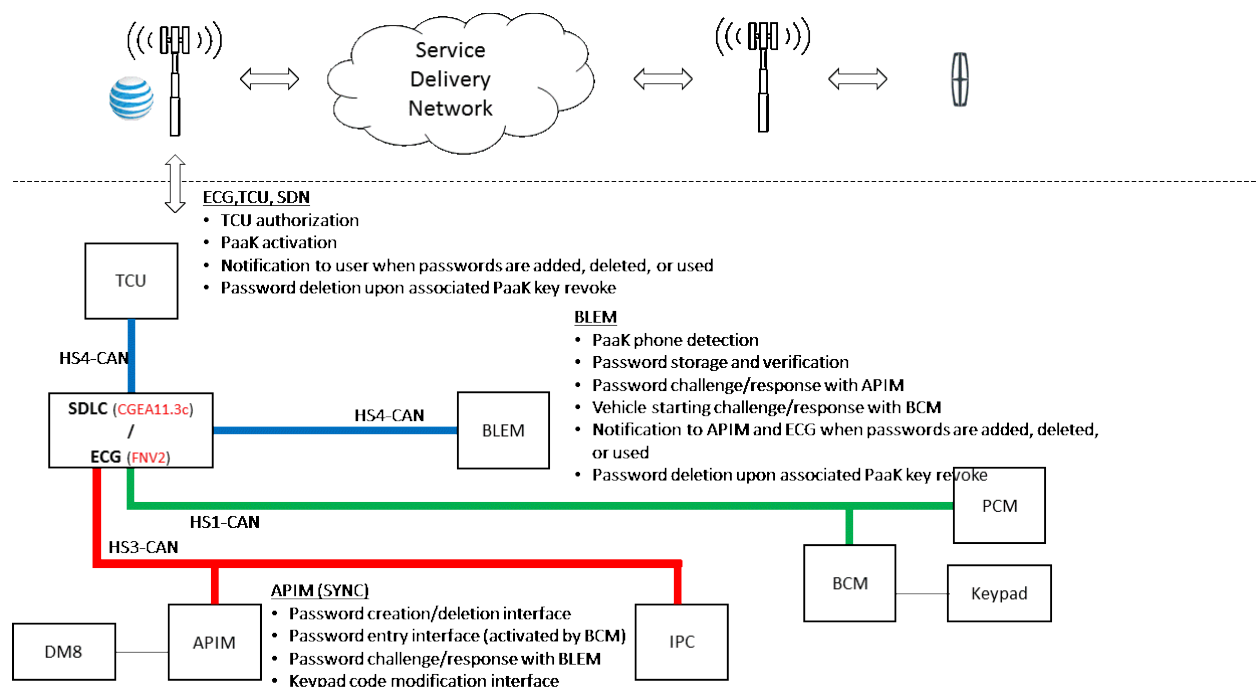 Service
Delivery
Network
ECG,TCU, SDN
• TCU authorization
• PaaK activation
• Notification to user when passwords are added, deleted, or used
• Password deletion upon associated PaaK key revoke
TCU
HS4-CAN
BLEM
• PaaK phone detection
• Password storage and verification
• Password challenge/response with APIM
• Vehicle starting challenge/response with BCM
• Notification to APIM and ECG when passwords are added, deleted,
or used
• Password deletion upon associated PaaK key revoke
SDLC (CGEA11.3c)
/
ECG (FNV2)
HS4-CAN
BLEM
HS1-CAN
PCM
HS3-CAN
BCM
Keypad
APIM (SYNC)
• Password creation/deletion interface
• Password entry interface (activated by BCM)
• Password challenge/response with BLEM
• Keypad code modification interface
DM8
APIM
IPC